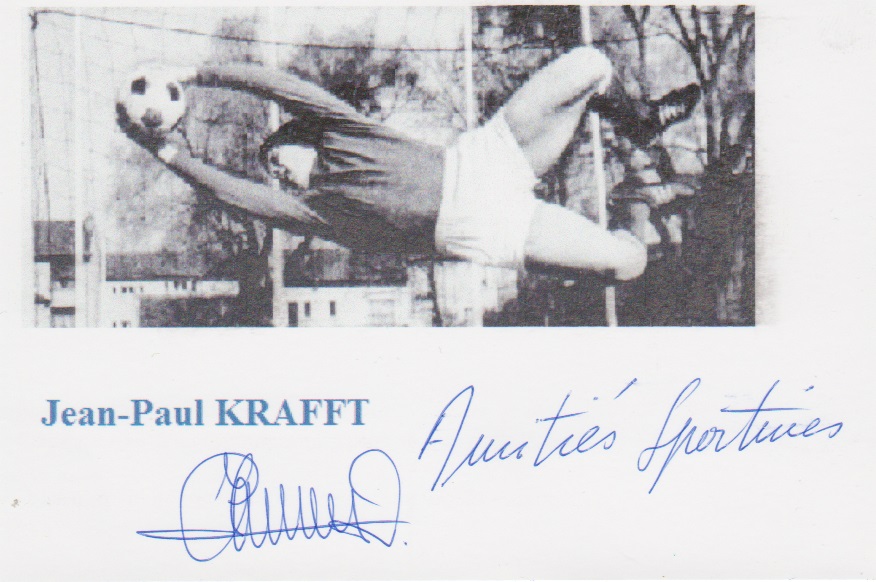 Jean-Paul KRAFFT
Amitiés Sportives